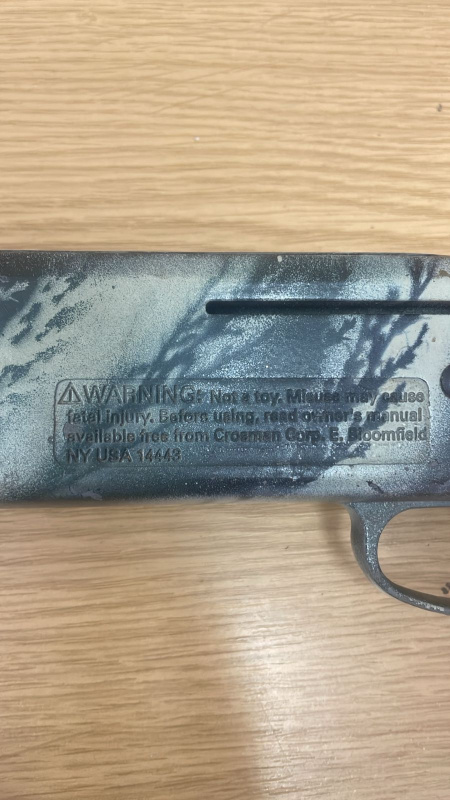 ⚠WARNING: Not a toy. Misuse may cause
fatal injury. Before using, read owner's manual
available free from Crosman Corp. E. Bloomfield
NY USA 14443